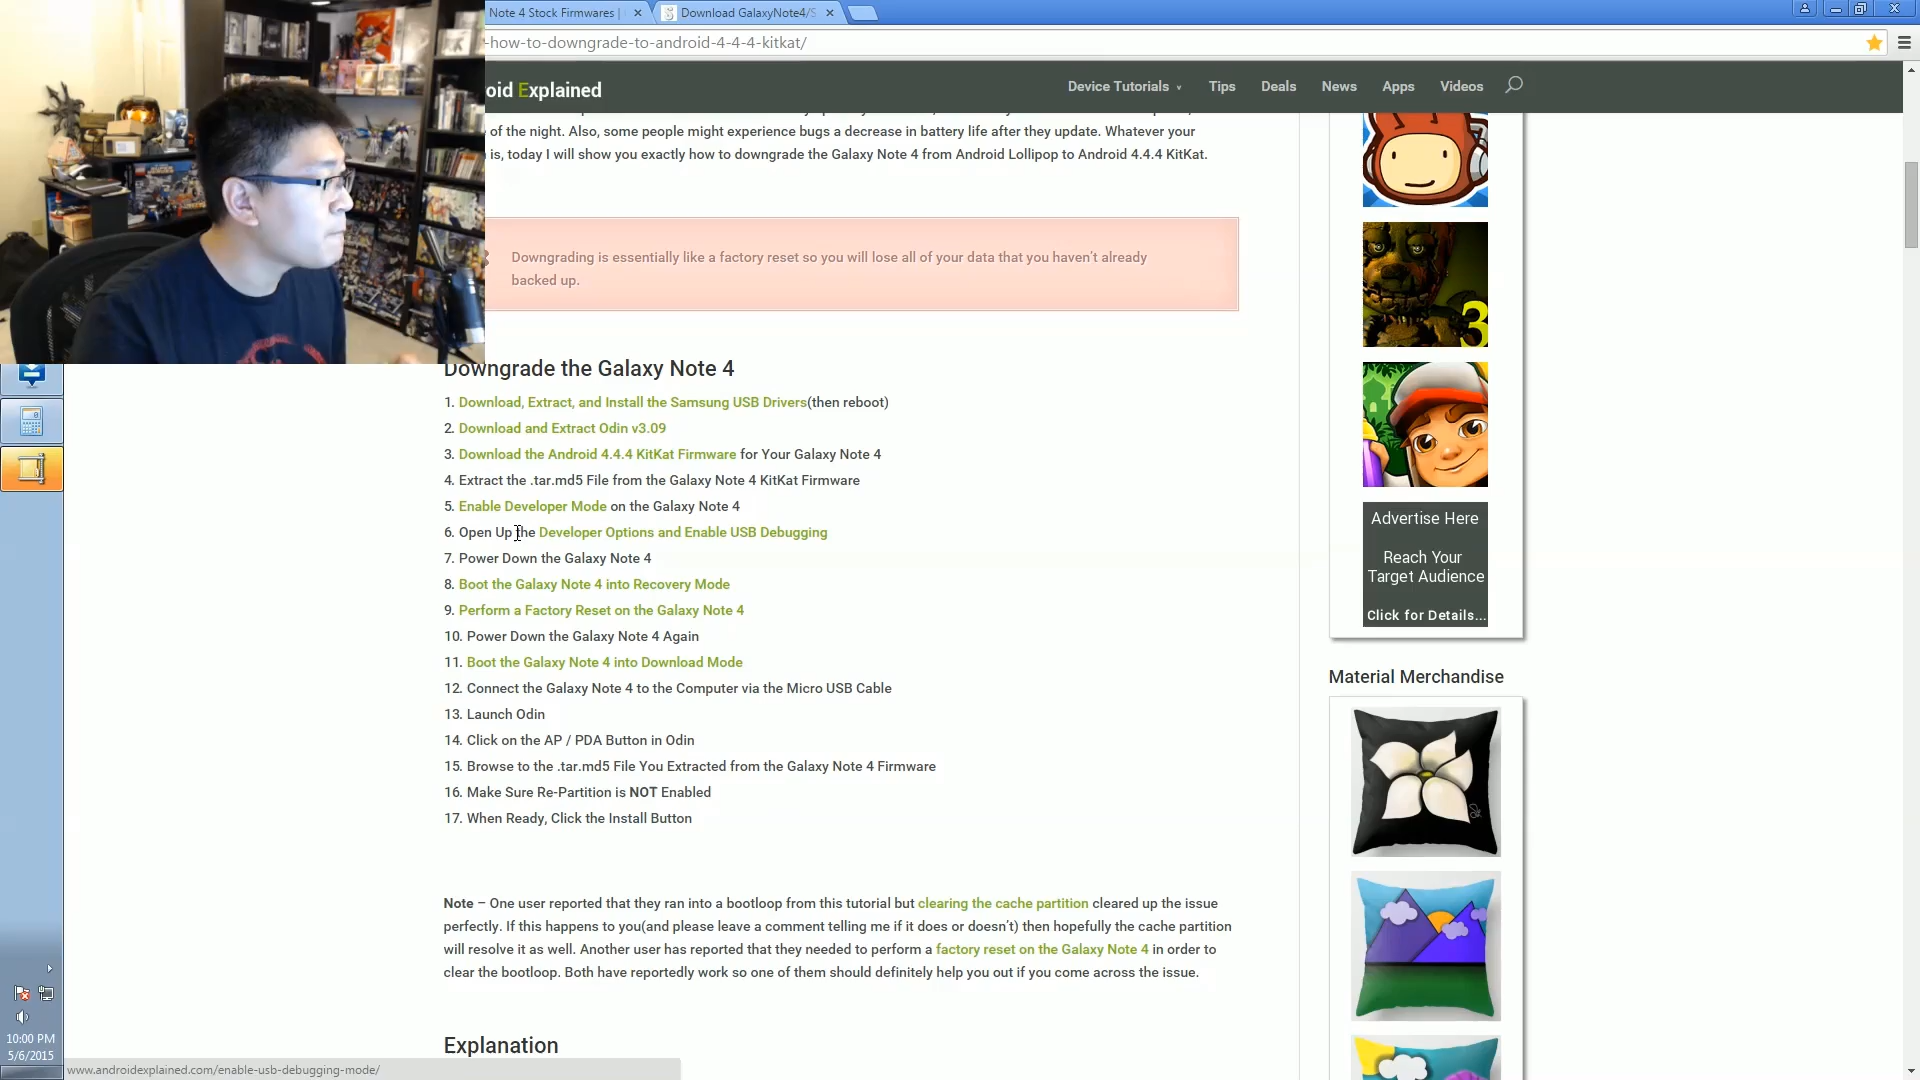 Note 4 Stock Firmwares |
Download GalaxyNote4/S
-how-to-downgrade-to-android-4-4-4-kitkat/
oid Explained
Device Tutorials
Tips
Deals
News
Apps
Videos
of the night. Also, some people might experience bugs a decrease in battery life after they update. Whatever your
is, today I will show you exactly how to downgrade the Galaxy Note 4 from Android Lollipop to Android 4.4.4 KitKat.
Downgrading is essentially like a factory reset so you will lose all of your data that you haven't already
backed up.
Downgrade the Galaxy Note 4
1. Download, Extract, and Install the Samsung USB Drivers(then reboot)
2. Download and Extract Odin v3.09
3. Download the Android 4.4.4 KitKat Firmware for Your Galaxy Note 4
4. Extract the .tar.md5 File from the Galaxy Note 4 KitKat Firmware
5. Enable Developer Mode on the Galaxy Note 4
6. Open Up the Developer Options and Enable USB Debugging
7. Power Down the Galaxy Note 4
8. Boot the Galaxy Note 4 into Recovery Mode
9. Perform a Factory Reset on the Galaxy Note 4
10. Power Down the Galaxy Note 4 Again
11. Boot the Galaxy Note 4 into Download Mode
12. Connect the Galaxy Note 4 to the Computer via the Micro USB Cable
13. Launch Odin
14. Click on the AP / PDA Button in Odin
15. Browse to the .tar.md5 File You Extracted from the Galaxy Note 4 Firmware
16. Make Sure Re-Partition is NOT Enabled
17. When Ready, Click the Install Button
Note – One user reported that they ran into a bootloop from this tutorial but clearing the cache partition cleared up the issue
perfectly. If this happens to you(and please leave a comment telling me if it does or doesn't) then hopefully the cache partition
will resolve it as well. Another user has reported that they needed to perform a factory reset on the Galaxy Note 4 in order to
clear the bootloop. Both have reportedly work so one of them should definitely help you out if you come across the issue.
Explanation
3
Advertise Here
Reach Your
Target Audience
Click for Details...
Material Merchandise
10:00 PM
5/6/2015
www.androidexplained.com/enable-usb-debugging-mode/